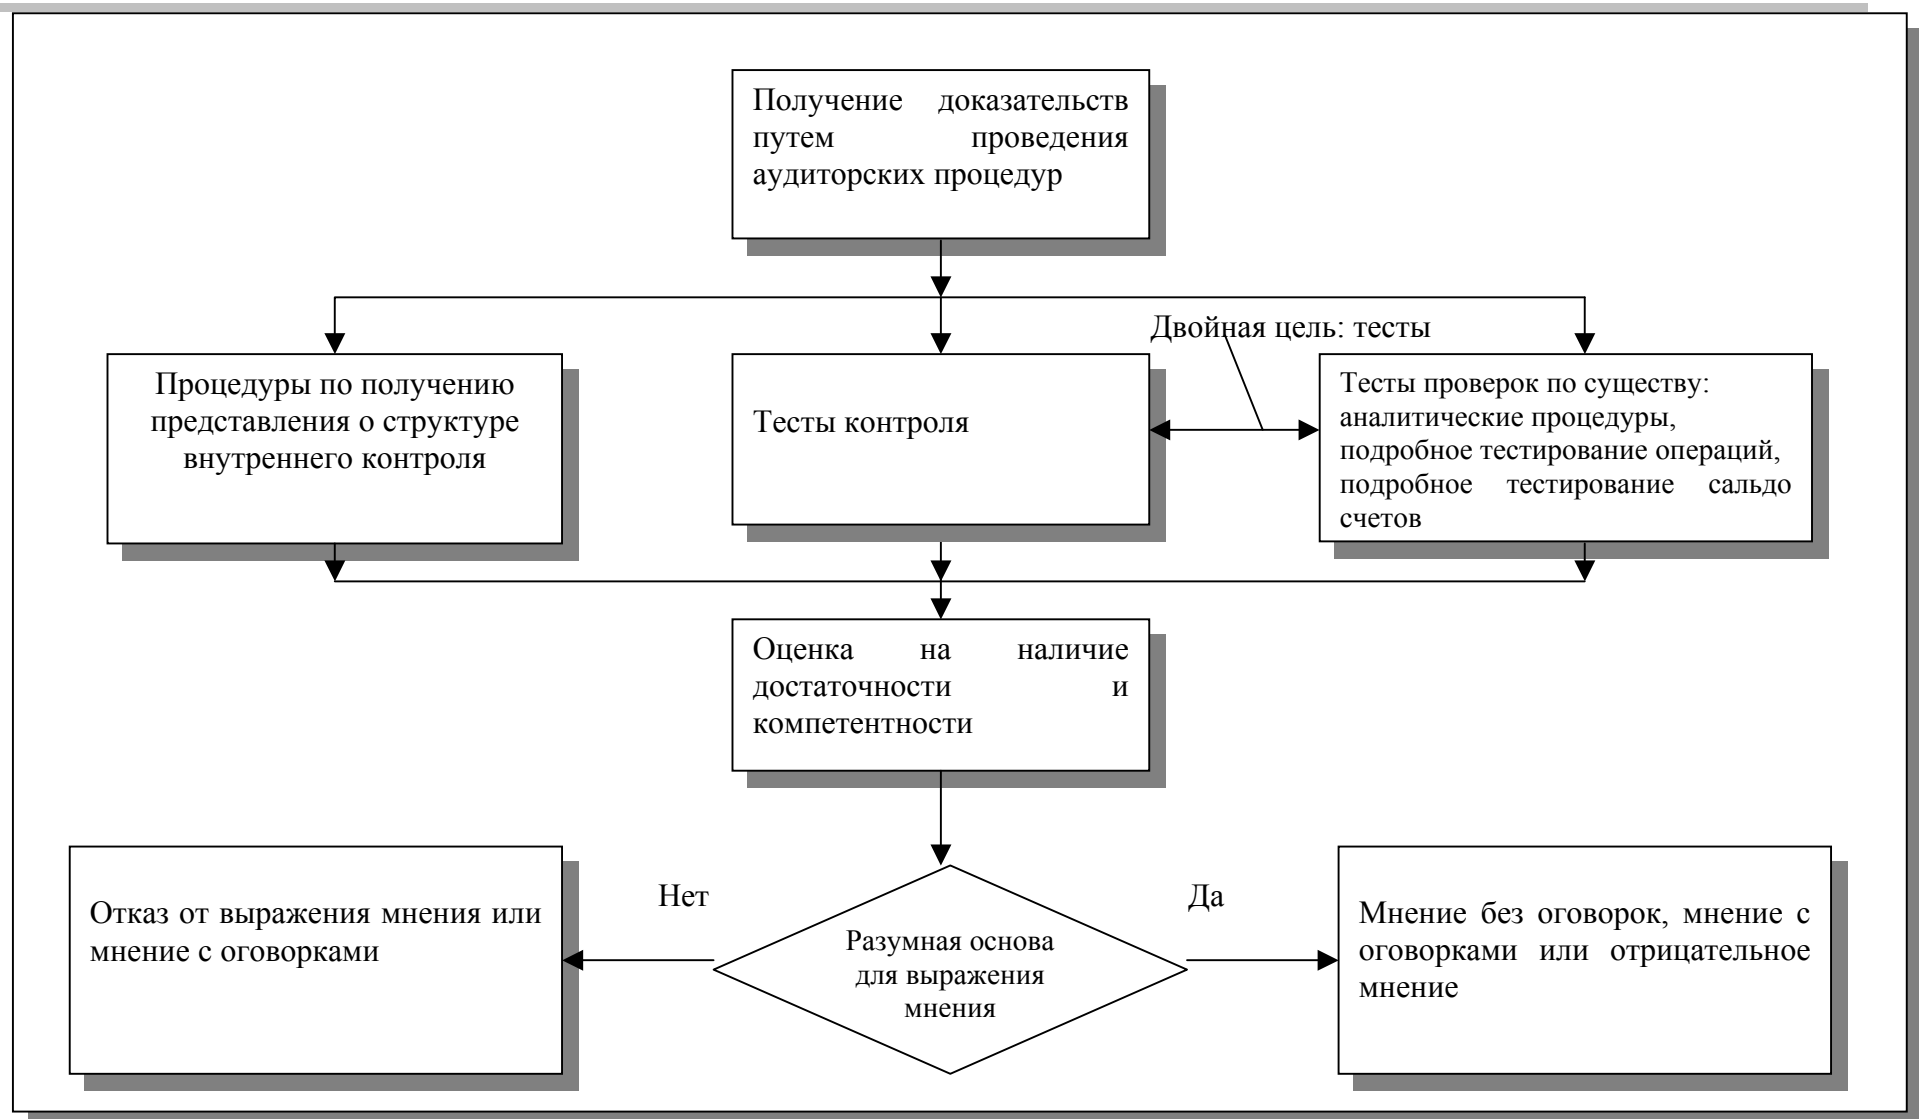 Получение доказательств
путем проведения
аудиторских процедур
Двойная цель: тесты
Процедуры по получению
представления о структуре
внутреннего контроля
Тесты контроля
Тесты проверок по существу:
аналитические процедуры,
подробное тестирование операций,
подробное тестирование сальдо
счетов
Оценка на наличие
достаточности и
компетентности
Нет
Да
Отказ от выражения мнения или
мнение с оговорками
Разумная основа
для выражения
мнения
Мнение без оговорок, мнение с
оговорками или отрицательное
мнение